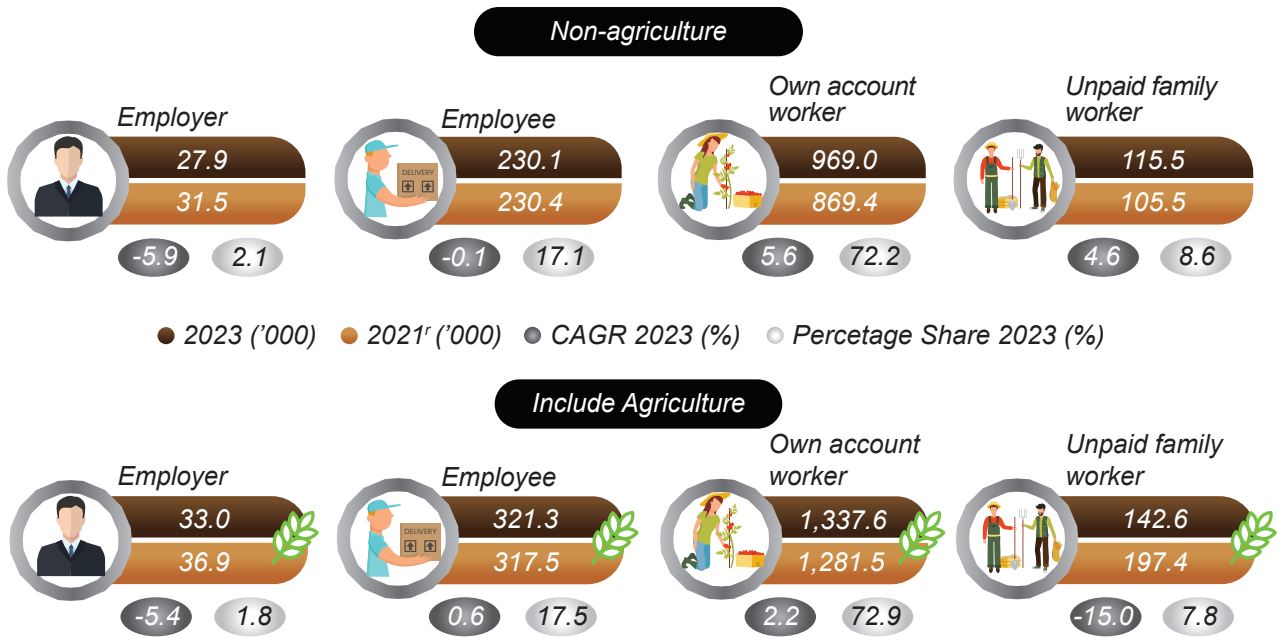 Non-agriculture
Employer
27.9
31.5
-5.9 2.1
Employee
DELIVERY
230.1
230.4
-0.1 17.1
Own account
worker
969.0
869.4
5.6 72.2
Unpaid family
worker
115.5
105.5
4.6 8.6
2023 (’000) 2021ʳ (’000) CAGR 2023 (%) Percetage Share 2023 (%)
Include Agriculture
Employer
33.0
36.9
-5.4 1.8
Employee
DELIVERY
321.3
317.5
0.6 17.5
Own account
worker
1,337.6
1,281.5
2.2 72.9
Unpaid family
worker
142.6
197.4
-15.0 7.8